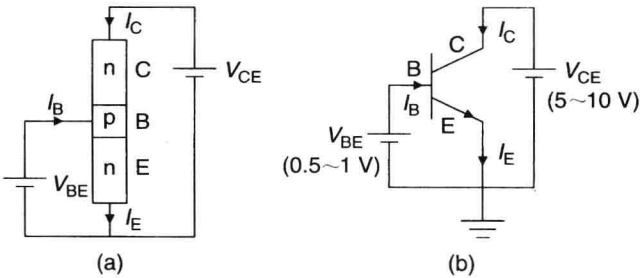 I_C
n C
V_CE
I_B
p B
n E
V_BE
I_E
(a)
I_C
C
B
V_CE
(5~10 V)
I_B
E
V_BE
(0.5~1 V)
I_E
(b)